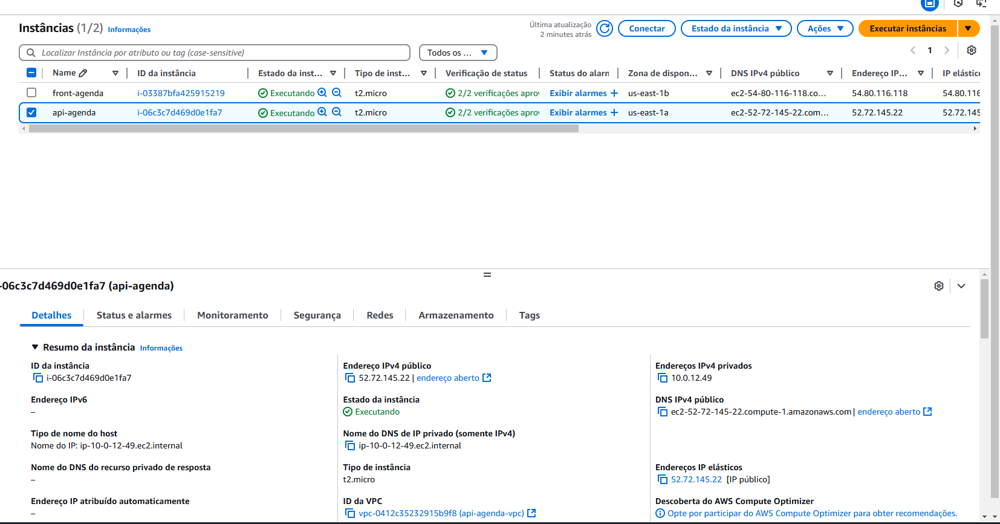 Instâncias (1/2) Informações
Última atualização
2 minutes atrás
Conectar
Estado da instância
Ações
Executar instâncias
Localizar Instância por atributo ou tag (case-sensitive)
Todos os ...
1
Name ID da instância Estado da inst... Tipo de inst... Verificação de status Status do alarm Zona de dispon... DNS IPv4 público Endereço IP... IP elástic
front-agenda i-03387bfa425915219 Executando t2.micro 2/2 verificações aprov Exibir alarmes + us-east-1b ec2-54-80-116-118.co... 54.80.116.118 54.80.116
api-agenda i-06c3c7d469d0e1fa7 Executando t2.micro 2/2 verificações aprov Exibir alarmes + us-east-1a ec2-52-72-145-22.com... 52.72.145.22 52.72.145
-06c3c7d469d0e1fa7 (api-agenda)
Detalhes Status e alarmes Monitoramento Segurança Redes Armazenamento Tags
Resumo da instância Informações
ID da instância
i-06c3c7d469d0e1fa7
Endereço IPv4 público
52.72.145.22 | endereço aberto
Endereços IPv4 privados
10.0.12.49
Endereço IPv6
–
Estado da instância
Executando
DNS IPv4 público
ec2-52-72-145-22.compute-1.amazonaws.com | endereço aberto
Tipo de nome do host
Nome do IP: ip-10-0-12-49.ec2.internal
Nome do DNS de IP privado (somente IPv4)
ip-10-0-12-49.ec2.internal
Nome do DNS do recurso privado de resposta
–
Tipo de instância
t2.micro
Endereços IP elásticos
52.72.145.22 [IP público]
Endereço IP atribuído automaticamente
–
ID da VPC
vpc-0412c35232915b9f8 (api-agenda-vpc)
Descoberta do AWS Compute Optimizer
Opte por participar do AWS Compute Optimizer para obter recomendações.